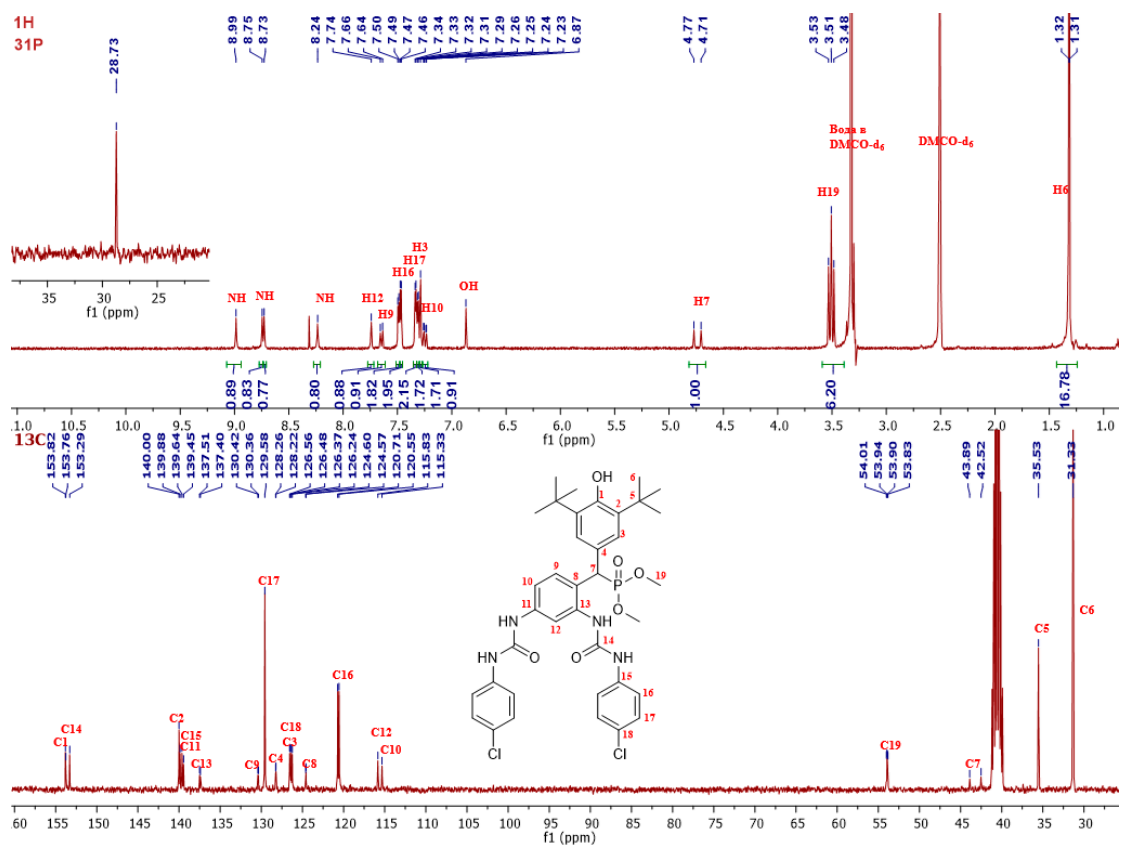 1H
31P
28.73
8.99
8.75
8.73
8.24
7.74
7.66
7.64
7.50
7.49
7.47
7.46
7.34
7.33
7.32
7.31
7.29
7.26
7.25
7.24
7.23
6.87
4.77
4.71
3.53
3.51
3.48
1.32
1.31
Вода в
DMCO-d6
DMCO-d6
H19
H6
H3
H17
H16
OH
NH
NH
NH
H12
H9
H10
H7
35 30 25
f1 (ppm)
0.89
0.83
0.77
0.80
0.88
0.91
1.82
1.95
2.15
1.72
1.71
0.91
1.00
6.20
16.78
1.0 10.5 10.0 9.5 9.0 8.5 8.0 7.5 7.0 6.5 6.0 5.5 5.0 4.5 4.0 3.5 3.0 2.5 2.0 1.5 1.0
f1 (ppm)
13C
153.82
153.76
153.29
140.00
139.88
139.64
139.45
137.51
137.40
130.42
130.36
129.58
128.26
128.22
126.56
126.48
126.37
126.24
124.60
124.57
120.71
120.55
115.83
115.33
54.01
53.94
53.90
53.83
43.89
42.52
35.53
31.33
OH
1
2
3
4
5
6
7
8
9
10
11
12
13
O
P
O
O
19
NH
HN
NH
HN
14
O
O
15
16
17
18
Cl
Cl
C17
C6
C5
C16
C2
C14
C1
C15
C11
C13
C9
C4
C18
C3
C8
C12
C10
C19
C7
60 155 150 145 140 135 130 125 120 115 110 105 100 95 90 85 80 75 70 65 60 55 50 45 40 35 30
f1 (ppm)